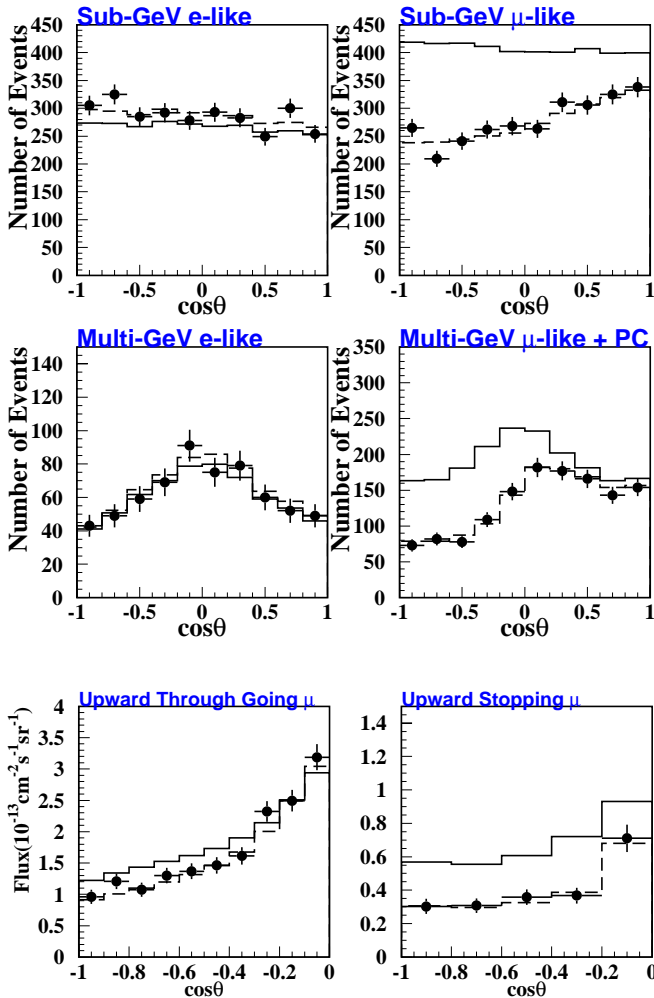 Sub-GeV e-like
Number of Events
450
400
350
300
250
200
150
100
50
0
-1 -0.5 0 0.5 1
cosθ
Sub-GeV μ-like
Number of Events
450
400
350
300
250
200
150
100
50
0
-1 -0.5 0 0.5 1
cosθ
Multi-GeV e-like
Number of Events
140
120
100
80
60
40
20
0
-1 -0.5 0 0.5 1
cosθ
Multi-GeV μ-like + PC
Number of Events
350
300
250
200
150
100
50
0
-1 -0.5 0 0.5 1
cosθ
Upward Through Going μ
Flux(10⁻¹³cm⁻²s⁻¹sr⁻¹)
4
3.5
3
2.5
2
1.5
1
0.5
0
-1 -0.8 -0.6 -0.4 -0.2 0
cosθ
Upward Stopping μ
1.4
1.2
1
0.8
0.6
0.4
0.2
0
-1 -0.8 -0.6 -0.4 -0.2 0
cosθ